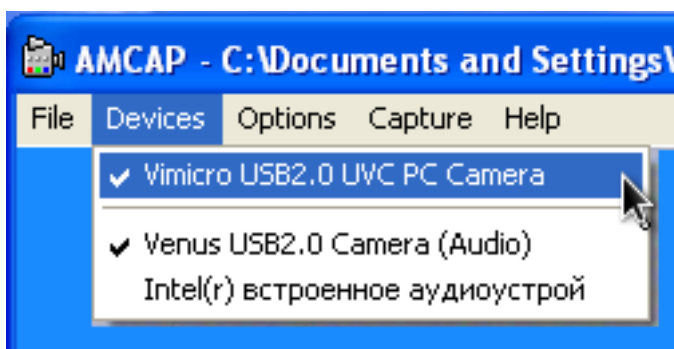 AMCAP - C:\Documents and Settings\
File Devices Options Capture Help
Vimicro USB2.0 UVC PC Camera
Venus USB2.0 Camera (Audio)
Intel(r) встроенное аудиоустрой